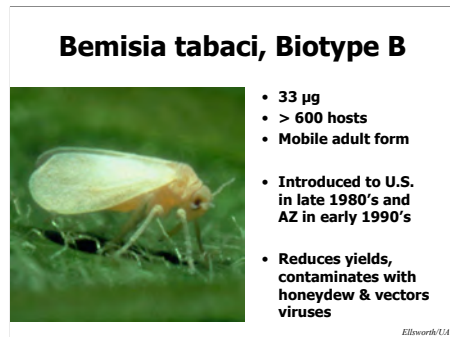 Bemisia tabaci, Biotype B
• 33 µg
• > 600 hosts
• Mobile adult form
• Introduced to U.S.
in late 1980's and
AZ in early 1990's
• Reduces yields,
contaminates with
honeydew & vectors
viruses
Ellsworth/UA